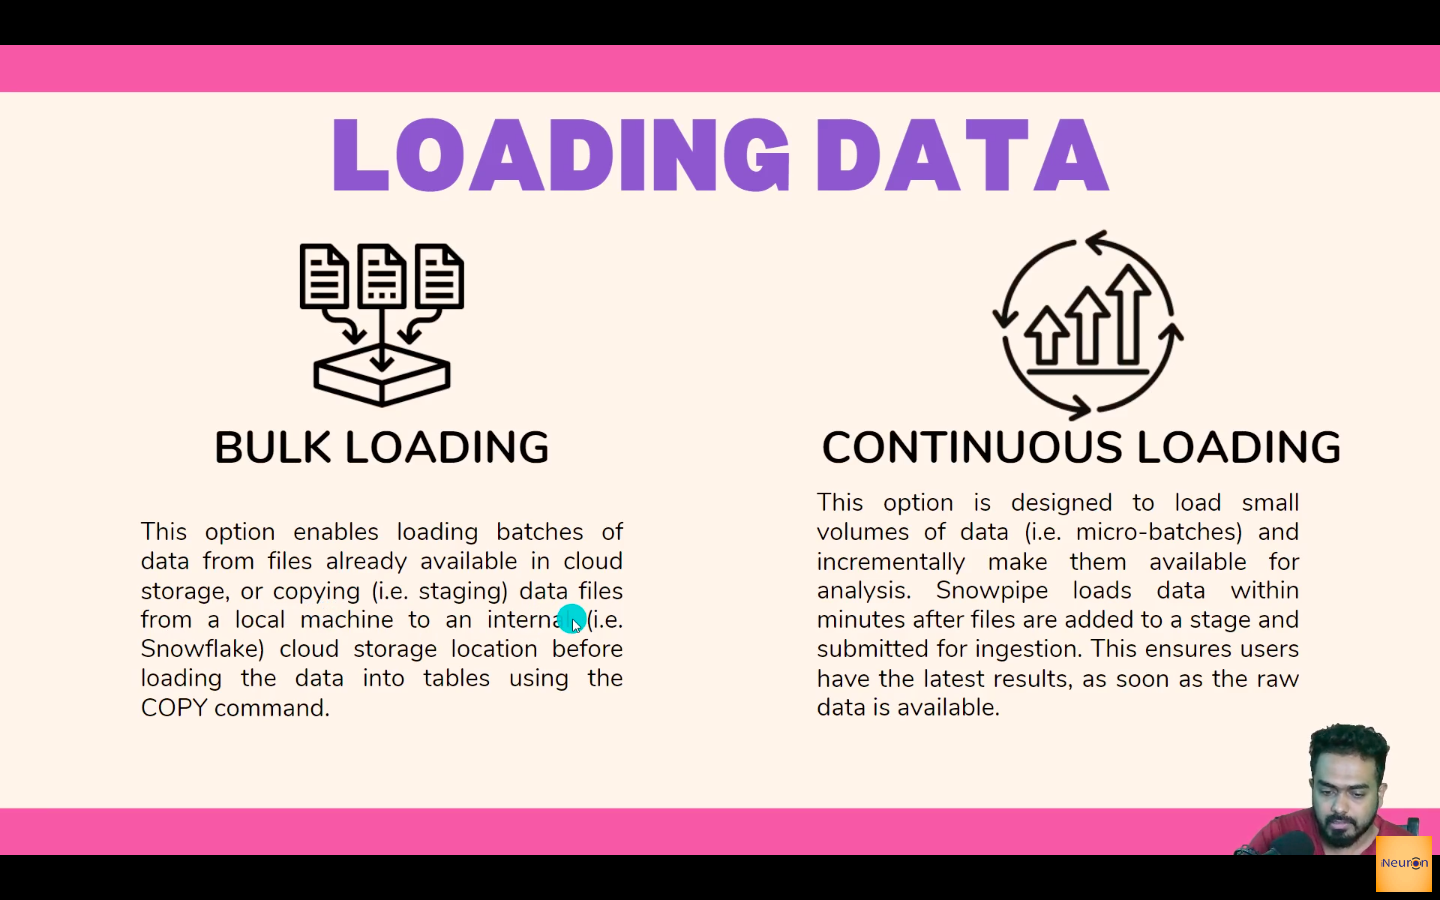 LOADING DATA
BULK LOADING
This option enables loading batches of
data from files already available in cloud
storage, or copying (i.e. staging) data files
from a local machine to an internal (i.e.
Snowflake) cloud storage location before
loading the data into tables using the
COPY command.
CONTINUOUS LOADING
This option is designed to load small
volumes of data (i.e. micro-batches) and
incrementally make them available for
analysis. Snowpipe loads data within
minutes after files are added to a stage and
submitted for ingestion. This ensures users
have the latest results, as soon as the raw
data is available.
iNeuron